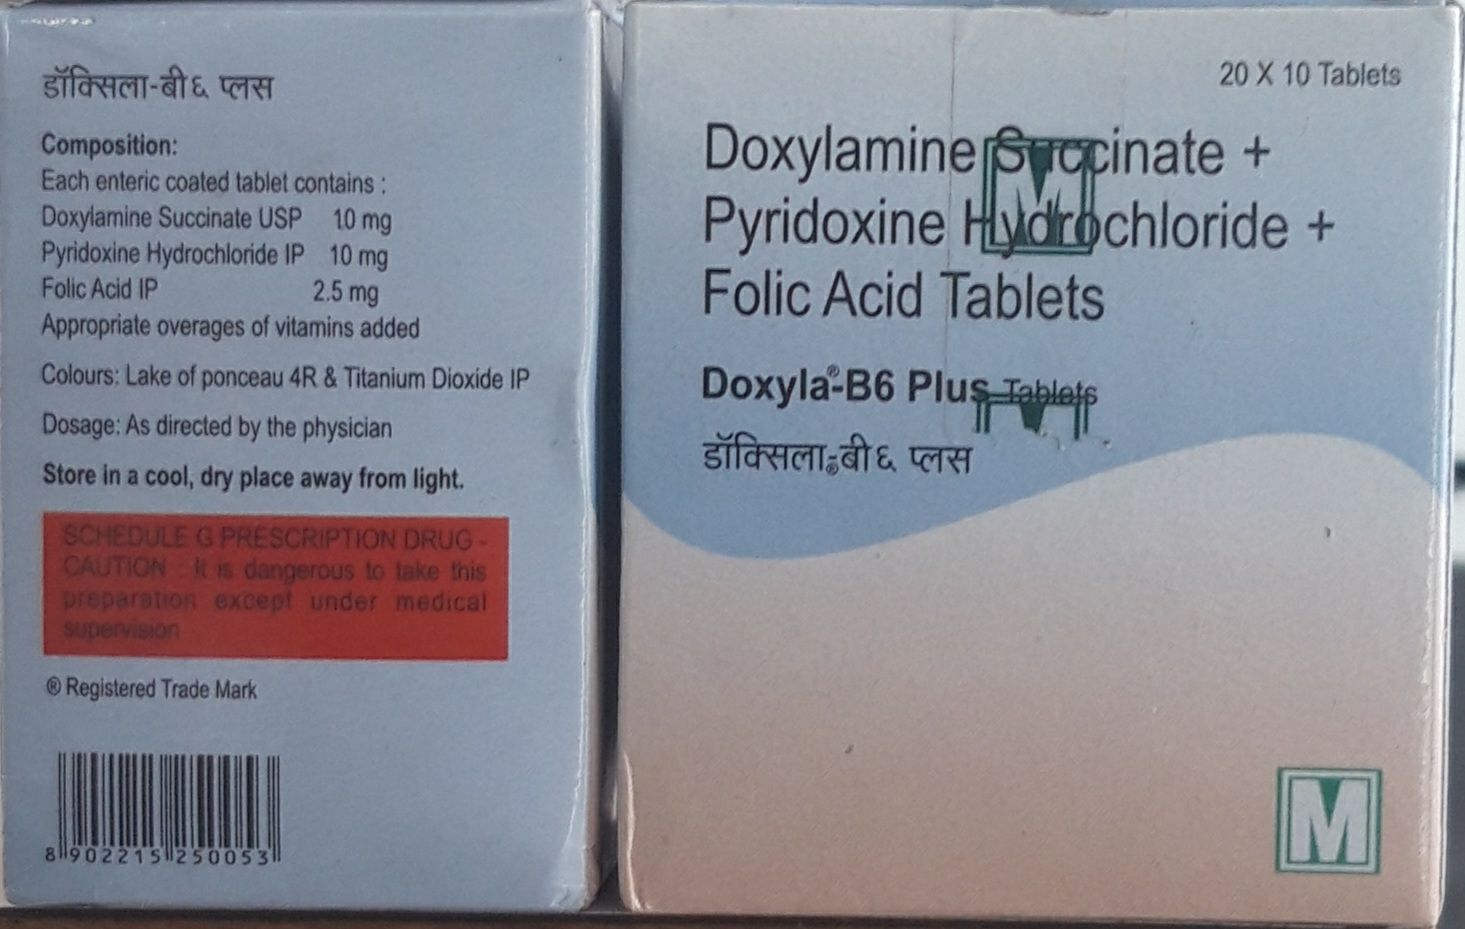 डॉक्सिला-बी६ प्लस
Composition:
Each enteric coated tablet contains :
Doxylamine Succinate USP 10 mg
Pyridoxine Hydrochloride IP 10 mg
Folic Acid IP 2.5 mg
Appropriate overages of vitamins added
Colours: Lake of ponceau 4R & Titanium Dioxide IP
Dosage: As directed by the physician
Store in a cool, dry place away from light.
SCHEDULE G PRESCRIPTION DRUG -
CAUTION : It is dangerous to take this
preparation except under medical
supervision
® Registered Trade Mark
8 902215 250053
20 X 10 Tablets
Doxylamine Succinate +
Pyridoxine Hydrochloride +
Folic Acid Tablets
Doxyla®-B6 Plus Tablets
डॉक्सिला®-बी६ प्लस
M